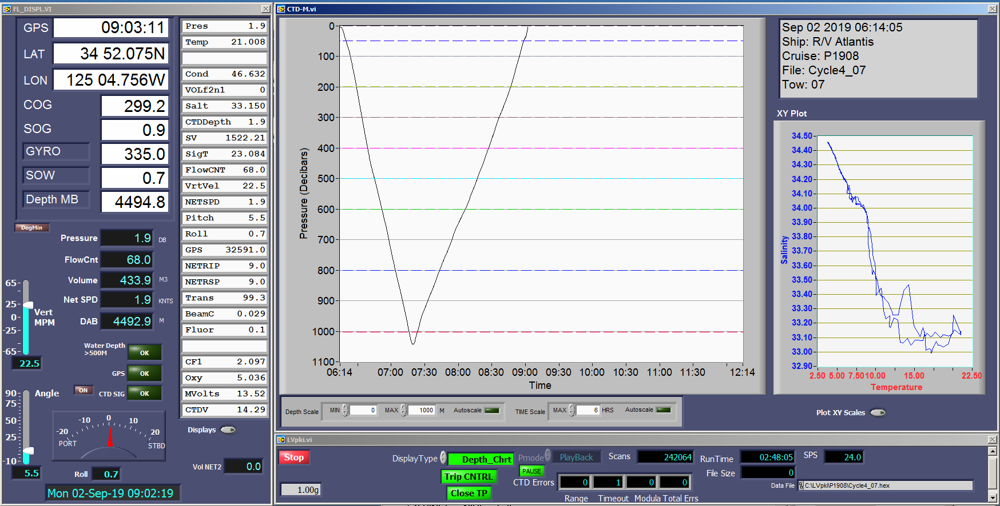 FL_DISPL.VI
GPS 09:03:11
LAT 34 52.075N
LON 125 04.756W
COG 299.2
SOG 0.9
GYRO 335.0
SOW 0.7
Depth MB 4494.8
DegMin
Pressure 1.9 DB
FlowCnt 68.0
Volume 433.9 M3
Net SPD 1.9 KNTS
DAB 4492.9 M
65
25
0
-25
-65
Vert
MPM
22.5
Water Depth
>500M
OK
GPS OK
ON CTD SIG OK
90
75
50
25
-10
Angle
5.5
-20 -10 0 10 20
PORT STBD
Roll 0.7
Mon 02-Sep-19 09:02:19
Pres 1.9
Temp 21.008
Cond 46.632
VOLf2n1 0
Salt 33.150
CTDDepth 1.9
SV 1522.21
SigT 23.084
FlowCNT 68.0
VrtVel 22.5
NETSPD 1.9
Pitch 5.5
Roll 0.7
GPS 32591.0
NETRIP 9.0
NETRSP 9.0
Trans 99.3
BeamC 0.029
Fluor 0.1
CF1 2.097
Oxy 5.036
MVolts 13.52
CTDV 14.29
Displays
Vol NET2 0.0
CTD-M.vi
Pressure (Decibars)
0
100
200
300
400
500
600
700
800
900
1000
1100
06:14 07:00 07:30 08:00 08:30 09:00 09:30 10:00 10:30 11:00 11:30 12:14
Time
Depth Scale MIN 0 MAX 1000 M Autoscale
TIME Scale MAX 6 HRS Autoscale
Sep 02 2019 06:14:05
Ship: R/V Atlantis
Cruise: P1908
File: Cycle4_07
Tow: 07
XY Plot
Salinity
34.50
34.40
34.30
34.20
34.10
34.00
33.90
33.80
33.70
33.60
33.50
33.40
33.30
33.20
33.10
33.00
32.90
2.50 5.00 7.50 10.00 15.00 22.50
Temperature
Plot XY Scales
LVpki.vi
Stop
1.00g
DisplayType Depth_Chrt
Trip CNTRL
Close TP
Pmode PlayBack
PAUSE
Scans 242064
CTD Errors 0 1 0 0
Range Timeout Modula Total Errs
RunTime 02:48:05
SPS 24.0
File Size 0
Data File C:\LVpki\P1908\Cycle4_07.hex